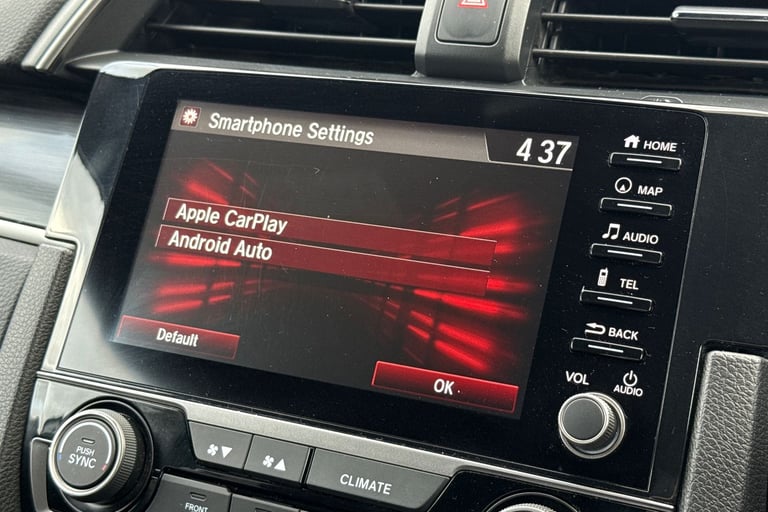 Smartphone Settings
4 37
HOME
MAP
Apple CarPlay
AUDIO
Android Auto
TEL
Default
BACK
OK
VOL
AUDIO
PUSH
SYNC
CLIMATE
FRONT